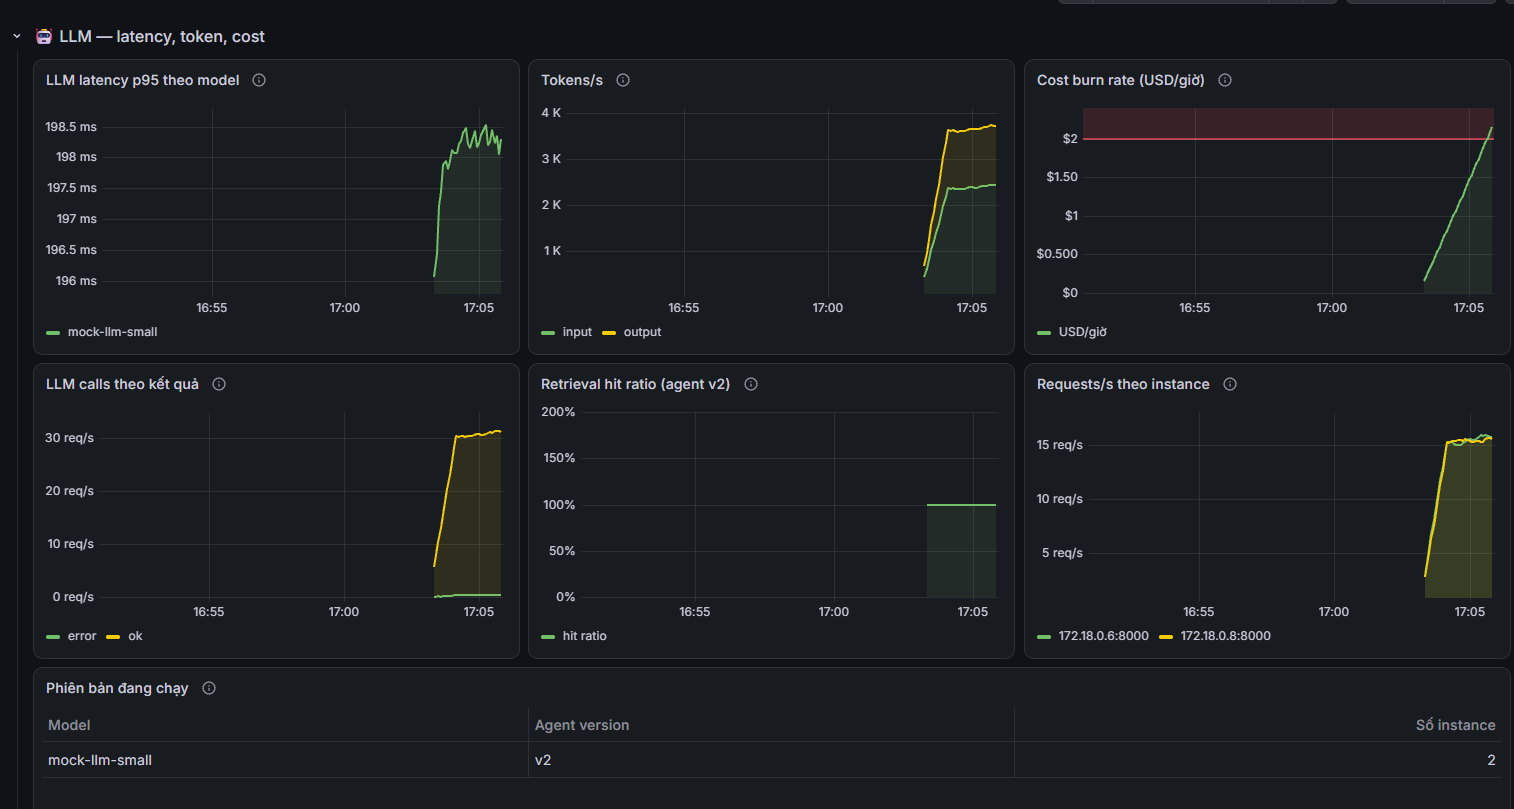 LLM — latency, token, cost
LLM latency p95 theo model
198.5 ms
198 ms
197.5 ms
197 ms
196.5 ms
196 ms
16:55 17:00 17:05
mock-llm-small
Tokens/s
4 K
3 K
2 K
1 K
16:55 17:00 17:05
input output
Cost burn rate (USD/giờ)
$2
$1.50
$1
$0.500
$0
16:55 17:00 17:05
USD/giờ
LLM calls theo kết quả
30 req/s
20 req/s
10 req/s
0 req/s
16:55 17:00 17:05
error ok
Retrieval hit ratio (agent v2)
200%
150%
100%
50%
0%
16:55 17:00 17:05
hit ratio
Requests/s theo instance
15 req/s
10 req/s
5 req/s
16:55 17:00 17:05
172.18.0.6:8000 172.18.0.8:8000
Phiên bản đang chạy
Model Agent version Số instance
mock-llm-small v2 2